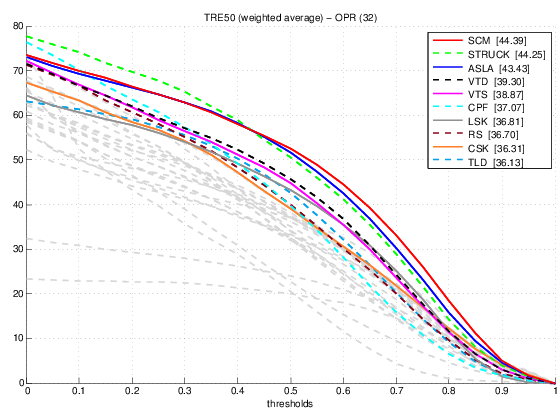 TRE50 (weighted average) – OPR (32)
80
70
60
50
40
30
20
10
0
0
0.1
0.2
0.3
0.4
0.5
0.6
0.7
0.8
0.9
1
thresholds
SCM [44.39]
STRUCK [44.25]
ASLA [43.43]
VTD [39.30]
VTS [38.87]
CPF [37.07]
LSK [36.81]
RS [36.70]
CSK [36.31]
TLD [36.13]